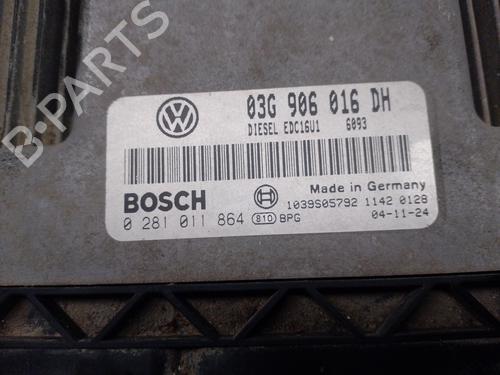 03G 906 016 DH
DIESEL EDC16U1 6093
BOSCH
Made in Germany
1039S05792 1142 0128
0 281 011 864 810 BPG 04-11-24
B-PARTS